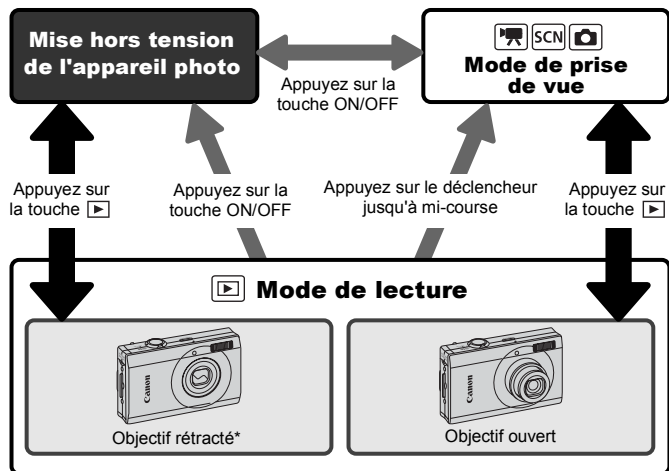 Mise hors tension
de l'appareil photo
SCN
Mode de prise
de vue
Appuyez sur la
touche ON/OFF
Appuyez sur
la touche
Appuyez sur la
touche ON/OFF
Appuyez sur le déclencheur
jusqu'à mi-course
Appuyez sur
la touche
Mode de lecture
Canon
Objectif rétracté*
Canon
Objectif ouvert